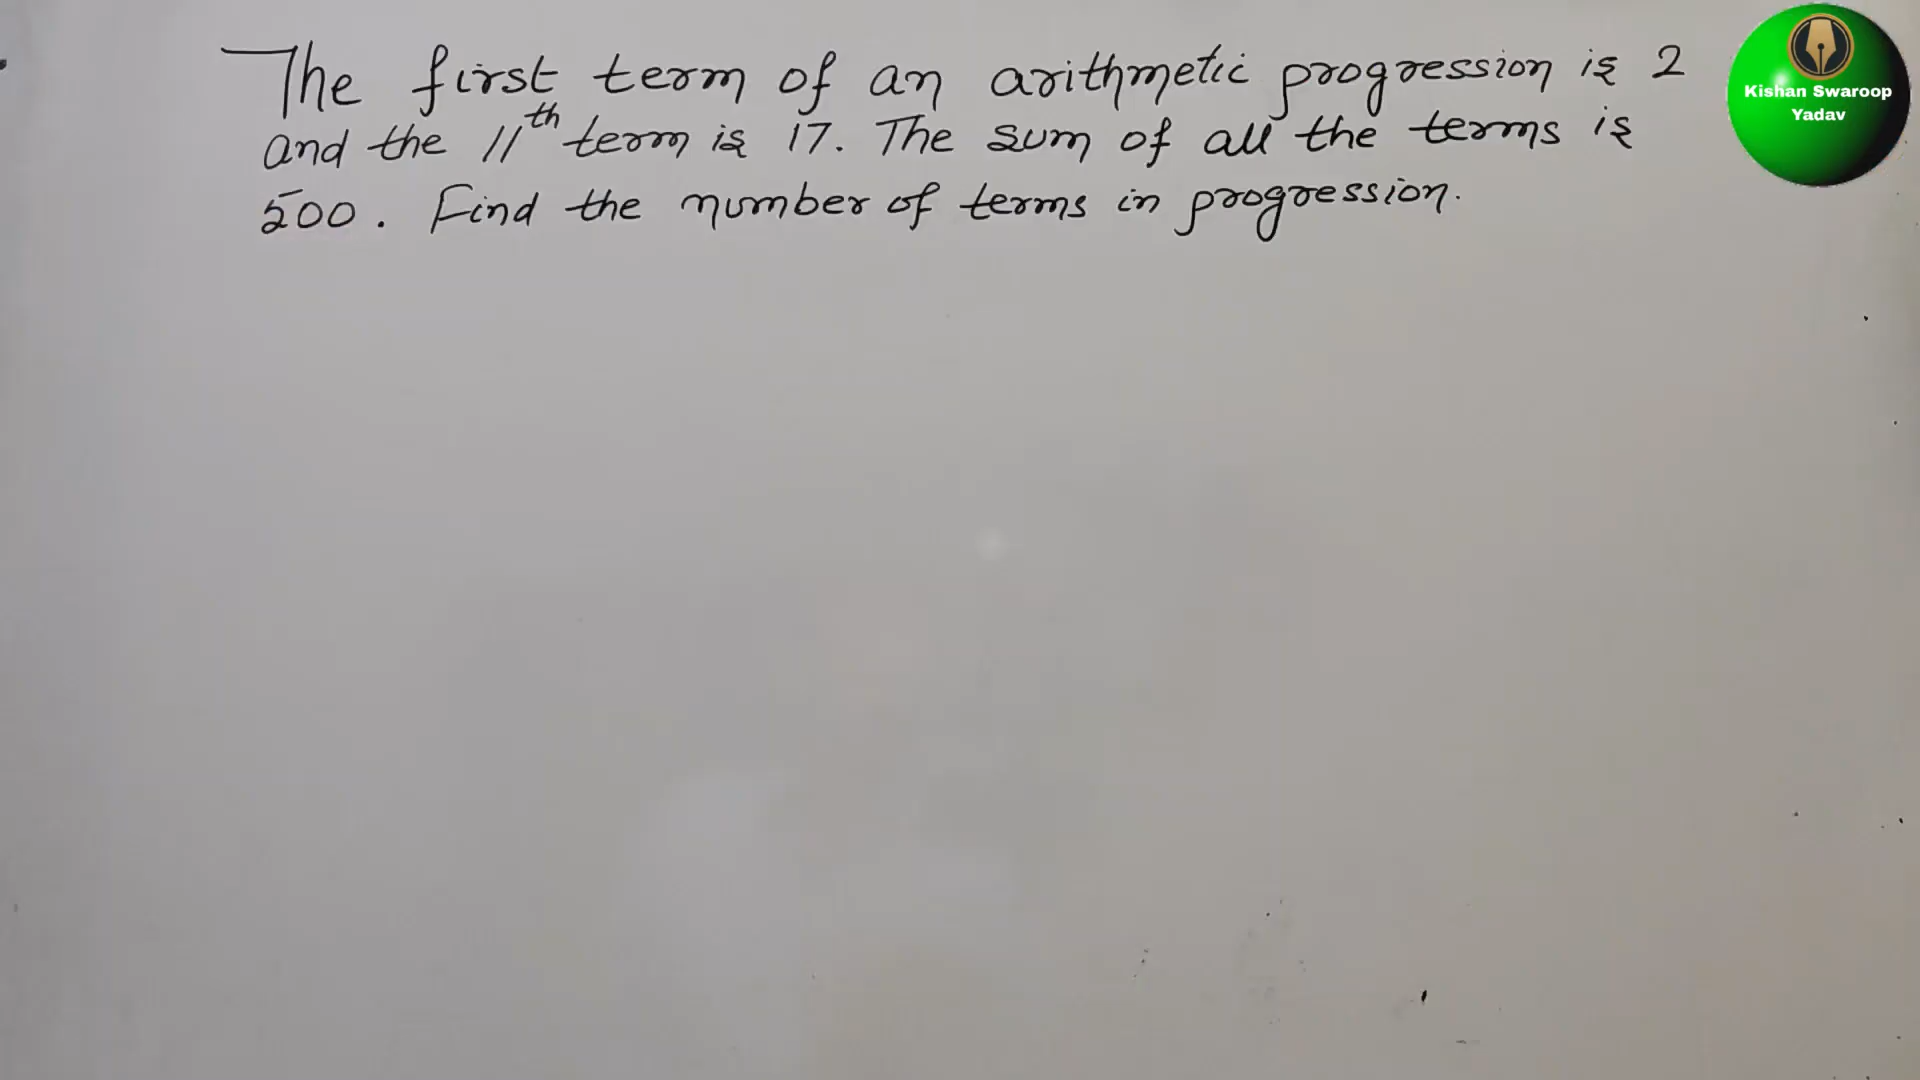 The first term of an arithmetic progression is 2
and the 11th term is 17. The sum of all the terms is
500. Find the number of terms in progression.
Kishan Swaroop
Yadav